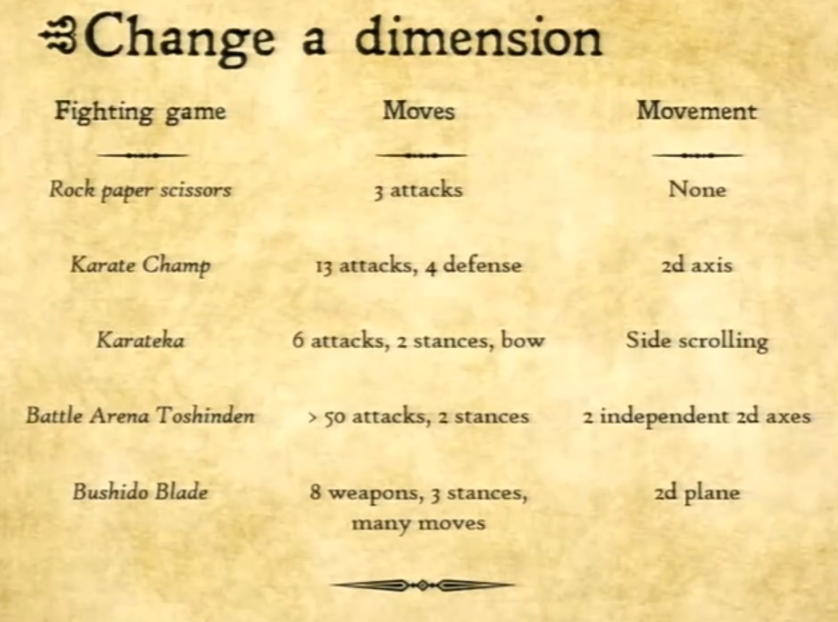 Change a dimension
Fighting game Moves Movement
Rock paper scissors 3 attacks None
Karate Champ 13 attacks, 4 defense 2d axis
Karateka 6 attacks, 2 stances, bow Side scrolling
Battle Arena Toshinden > 50 attacks, 2 stances 2 independent 2d axes
Bushido Blade 8 weapons, 3 stances, 2d plane
many moves